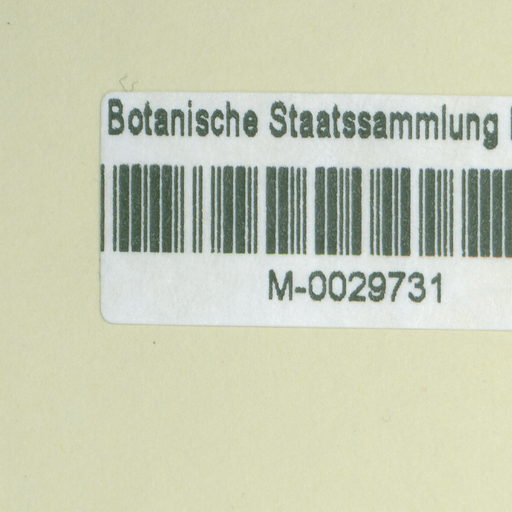 Botanische Staatssammlung
M-0029731